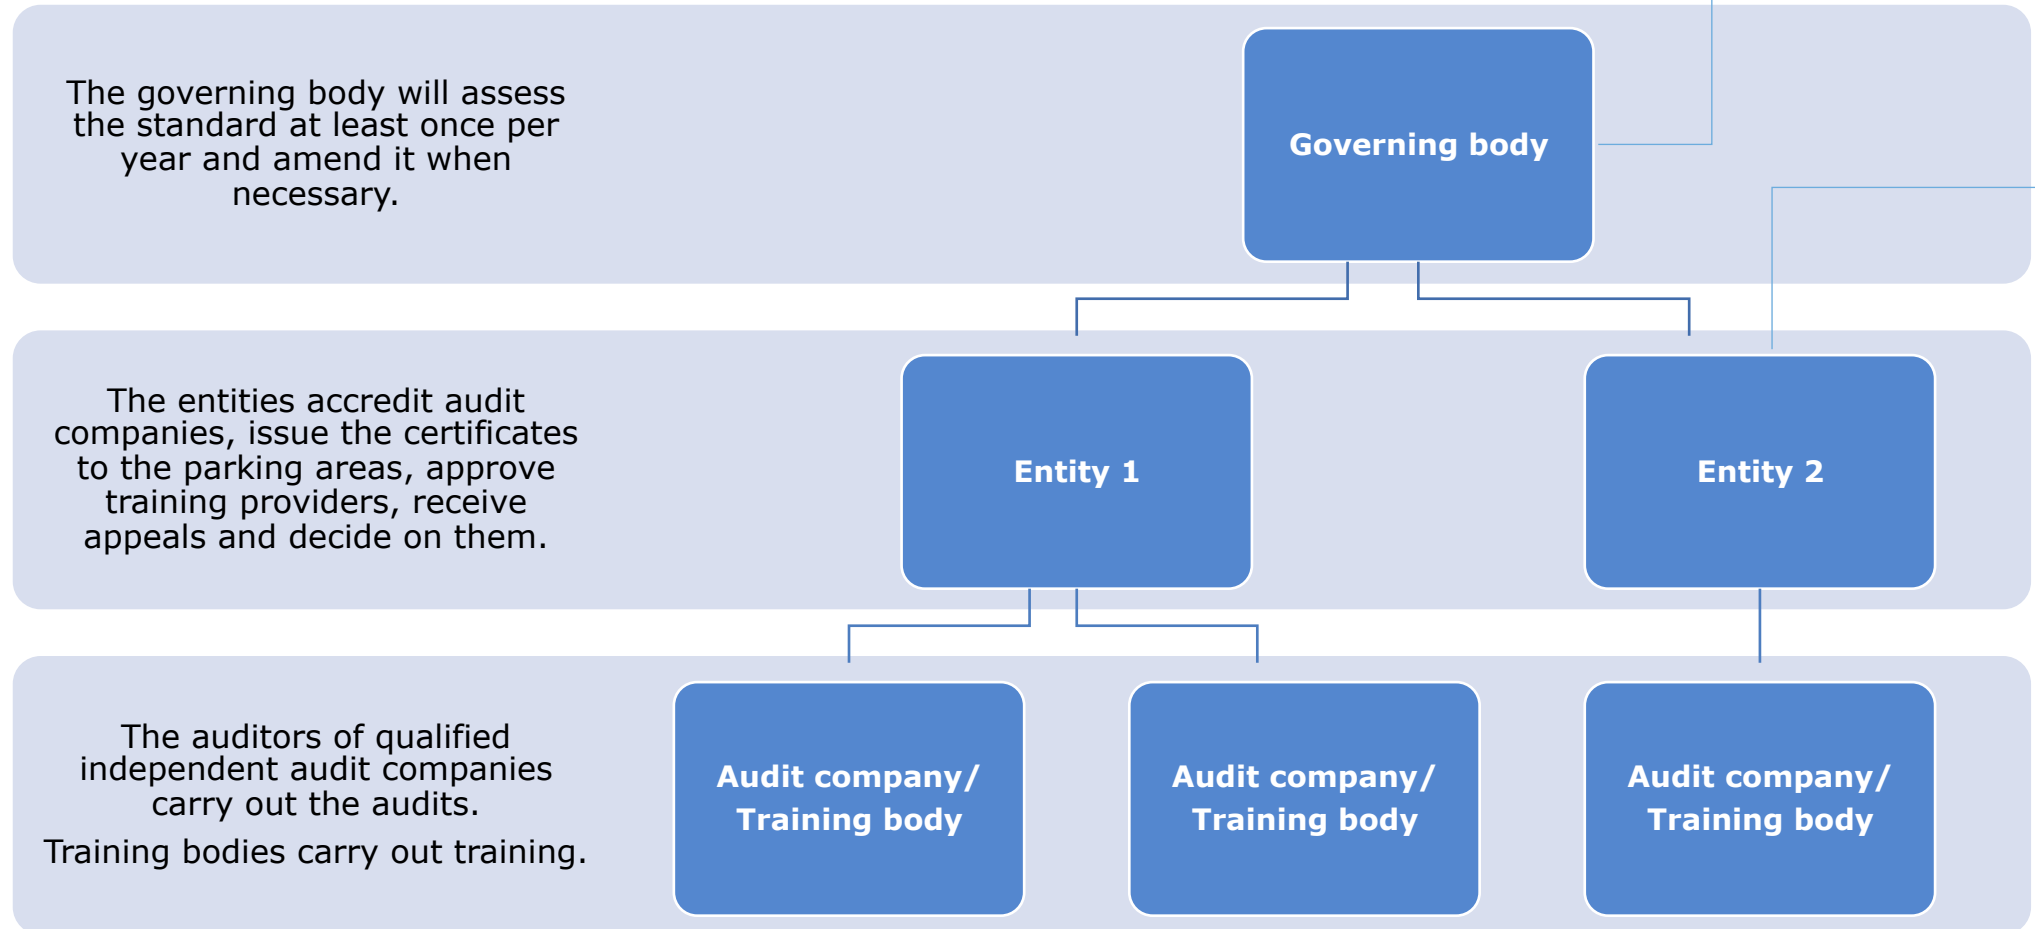 The governing body will assess
the standard at least once per
year and amend it when
necessary.
Governing body
The entities accredit audit
companies, issue the certificates
to the parking areas, approve
training providers, receive
appeals and decide on them.
Entity 1
Entity 2
The auditors of qualified
independent audit companies
carry out the audits.
Training bodies carry out training.
Audit company/
Training body
Audit company/
Training body
Audit company/
Training body